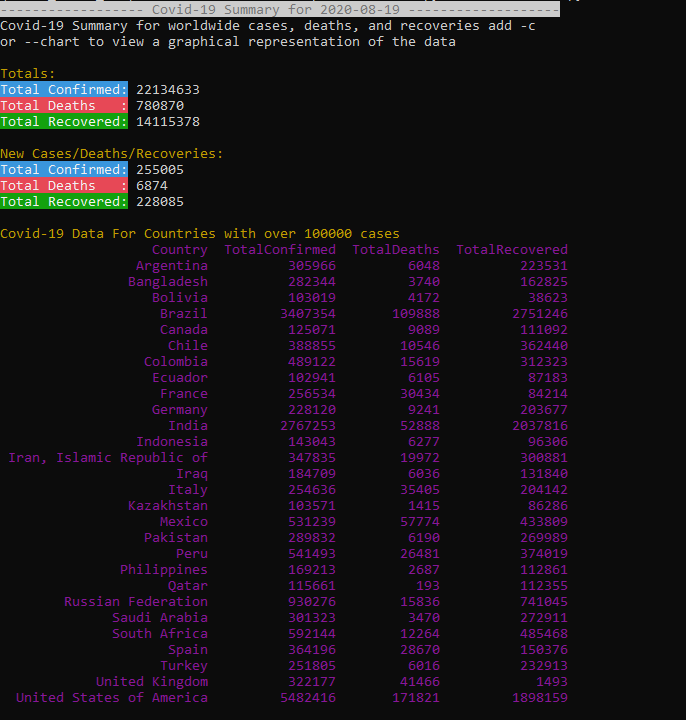 ------------------ Covid-19 Summary for 2020-08-19 -------------------
Covid-19 Summary for worldwide cases, deaths, and recoveries add -c
or --chart to view a graphical representation of the data
Totals:
Total Confirmed: 22134633
Total Deaths   : 780870
Total Recovered: 14115378
New Cases/Deaths/Recoveries:
Total Confirmed: 255005
Total Deaths   : 6874
Total Recovered: 228085
Covid-19 Data For Countries with over 100000 cases
Country TotalConfirmed TotalDeaths TotalRecovered
Argentina 305966 6048 223531
Bangladesh 282344 3740 162825
Bolivia 103019 4172 38623
Brazil 3407354 109888 2751246
Canada 125071 9089 111092
Chile 388855 10546 362440
Colombia 489122 15619 312323
Ecuador 102941 6105 87183
France 256534 30434 84214
Germany 228120 9241 203677
India 2767253 52888 2037816
Indonesia 143043 6277 96306
Iran, Islamic Republic of 347835 19972 300881
Iraq 184709 6036 131840
Italy 254636 35405 204142
Kazakhstan 103571 1415 86286
Mexico 531239 57774 433809
Pakistan 289832 6190 269989
Peru 541493 26481 374019
Philippines 169213 2687 112861
Qatar 115661 193 112355
Russian Federation 930276 15836 741045
Saudi Arabia 301323 3470 272911
South Africa 592144 12264 485468
Spain 364196 28670 150376
Turkey 251805 6016 232913
United Kingdom 322177 41466 1493
United States of America 5482416 171821 1898159